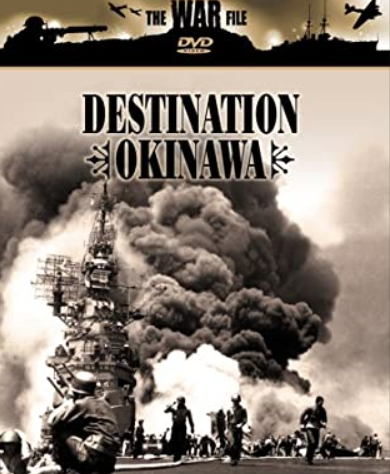 THE WAR FILE
DVD
VIDEO
DESTINATION
OKINAWA